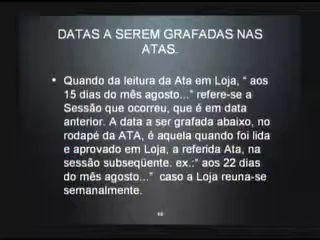 DATAS A SEREM GRAFADAS NAS
ATAS.
• Quando da leitura da Ata em Loja, “ aos
15 dias do mês agosto...” refere-se a
Sessão que ocorreu, que é em data
anterior. A data a ser grafada abaixo, no
rodapé da ATA, é aquela quando foi lida
e aprovado em Loja, a referida Ata, na
sessão subseqüente. ex.:” aos 22 dias
do mês agosto...”  caso a Loja reuna-se
semanalmente.